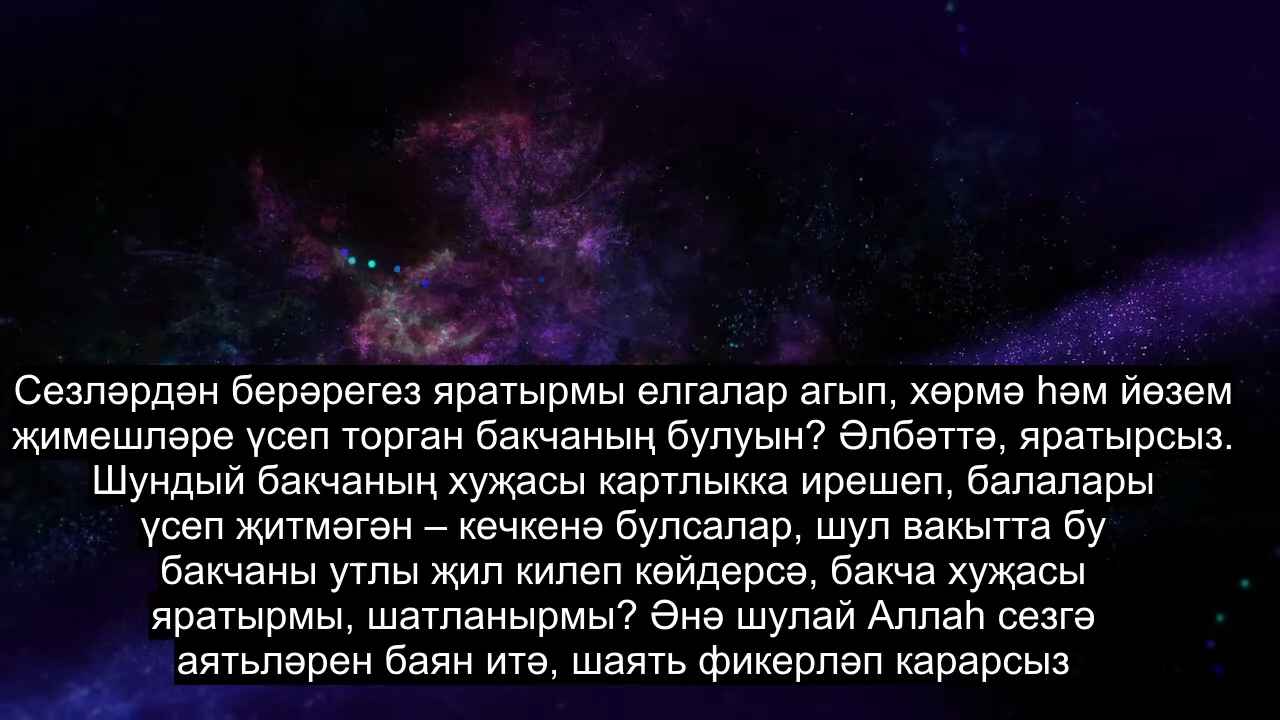 Сезләрдән берәрегез яратырмы елгалар агып, хөрмә һәм йөзем
җимешләре үсеп торган бакчаның булуын? Әлбәттә, яратырсыз.
Шундый бакчаның хуҗасы картлыкка ирешеп, балалары
үсеп җитмәгән – кечкенә булсалар, шул вакытта бу
бакчаны утлы җил килеп көйдерсә, бакча хуҗасы
яратырмы, шатланырмы? Әнә шулай Аллаһ сезгә
аятьләрен баян итә, шаять фикерләп карарсыз